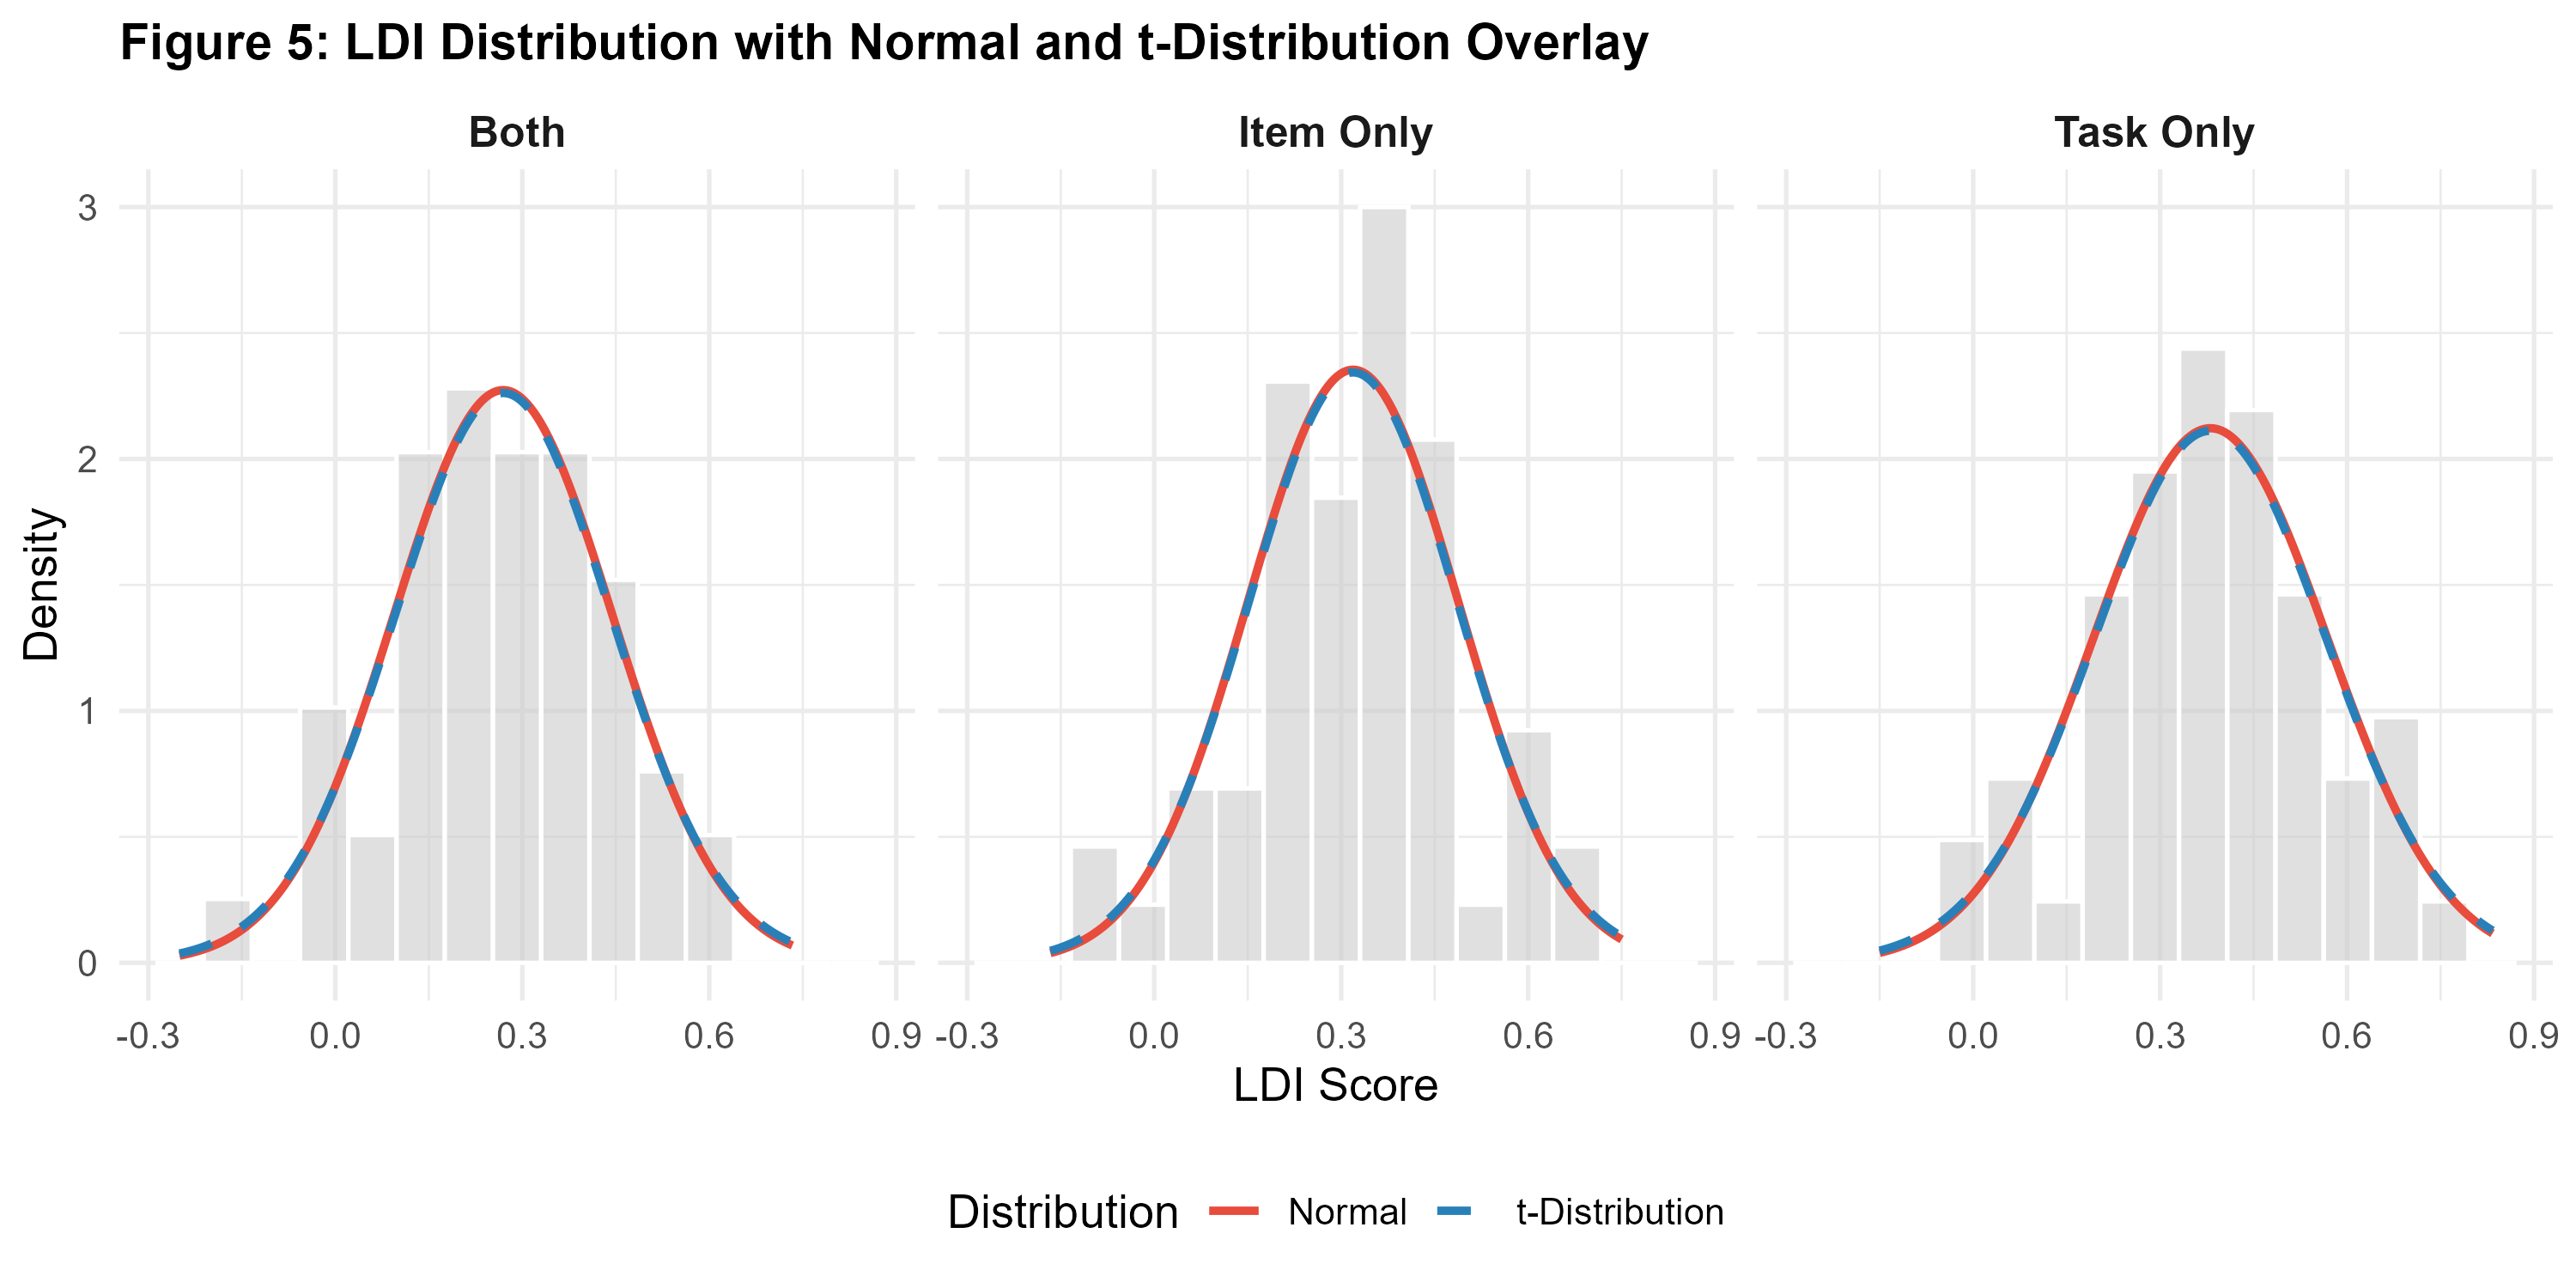 Figure 5: LDI Distribution with Normal and t-Distribution Overlay
Both
Item Only
Task Only
Density
3
2
1
0
-0.3 0.0 0.3 0.6 0.9
-0.3 0.0 0.3 0.6 0.9
-0.3 0.0 0.3 0.6 0.9
LDI Score
Distribution Normal t-Distribution